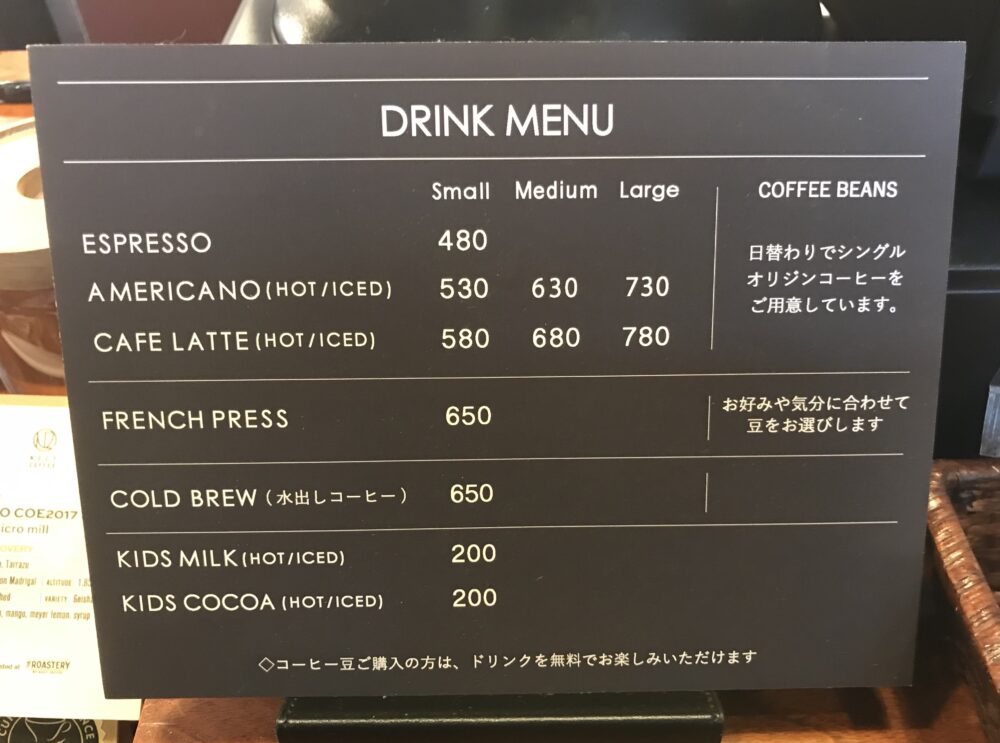 DRINK MENU
Small Medium Large
COFFEE BEANS
ESPRESSO 480
AMERICANO (HOT/ICED) 530 630 730
CAFE LATTE (HOT/ICED) 580 680 780
日替わりでシングル
オリジンコーヒーを
ご用意しています。
FRENCH PRESS 650
お好みや気分に合わせて
豆をお選びします
COLD BREW (水出しコーヒー) 650
KIDS MILK (HOT/ICED) 200
KIDS COCOA (HOT/ICED) 200
◇コーヒー豆ご購入の方は、ドリンクを無料でお楽しみいただけます
COE2017
micro mill
Tarrazu
Madrigal ALTITUDE
VARIETY
mango, meyer lemon, syrup
ROASTERY